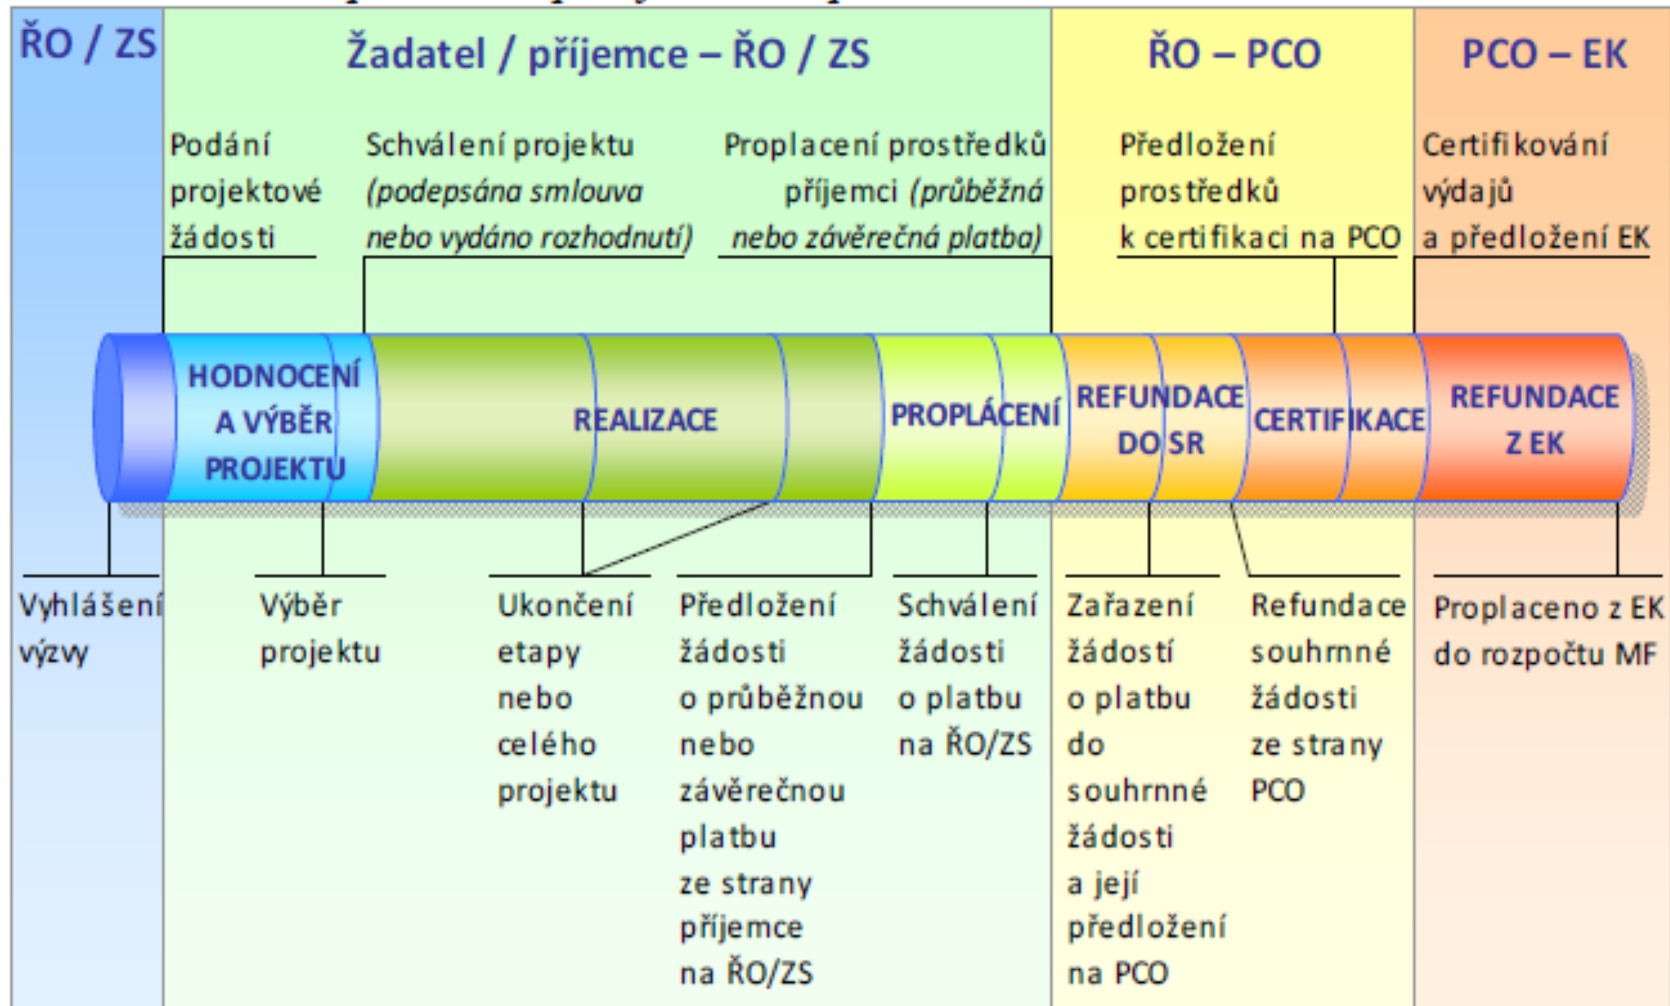 ŘO / ZS
Žadatel / příjemce – ŘO / ZS
ŘO – PCO
PCO – EK
Podání
projektové
žádosti
Schválení projektu
(podepsána smlouva
nebo vydáno rozhodnutí)
Proplacení prostředků
příjemci (průběžná
nebo závěrečná platba)
Předložení
prostředků
k certifikaci na PCO
Certifikování
výdajů
a předložení EK
HODNOCENÍ
A VÝBĚR
PROJEKTU
REALIZACE
PROPLÁCENÍ
REFUNDACE
DO SR
CERTIFIKACE
REFUNDACE
Z EK
Vyhlášení
výzvy
Výběr
projektu
Ukončení
etapy
nebo
celého
projektu
Předložení
žádosti
o průběžnou
nebo
závěrečnou
platbu
ze strany
příjemce
na ŘO/ZS
Schválení
žádosti
o platbu
na ŘO/ZS
Zařazení
žádostí
o platbu
do
souhrnné
žádosti
a její
předložení
na PCO
Refundace
souhrnné
žádosti
ze strany
PCO
Proplaceno z EK
do rozpočtu MF